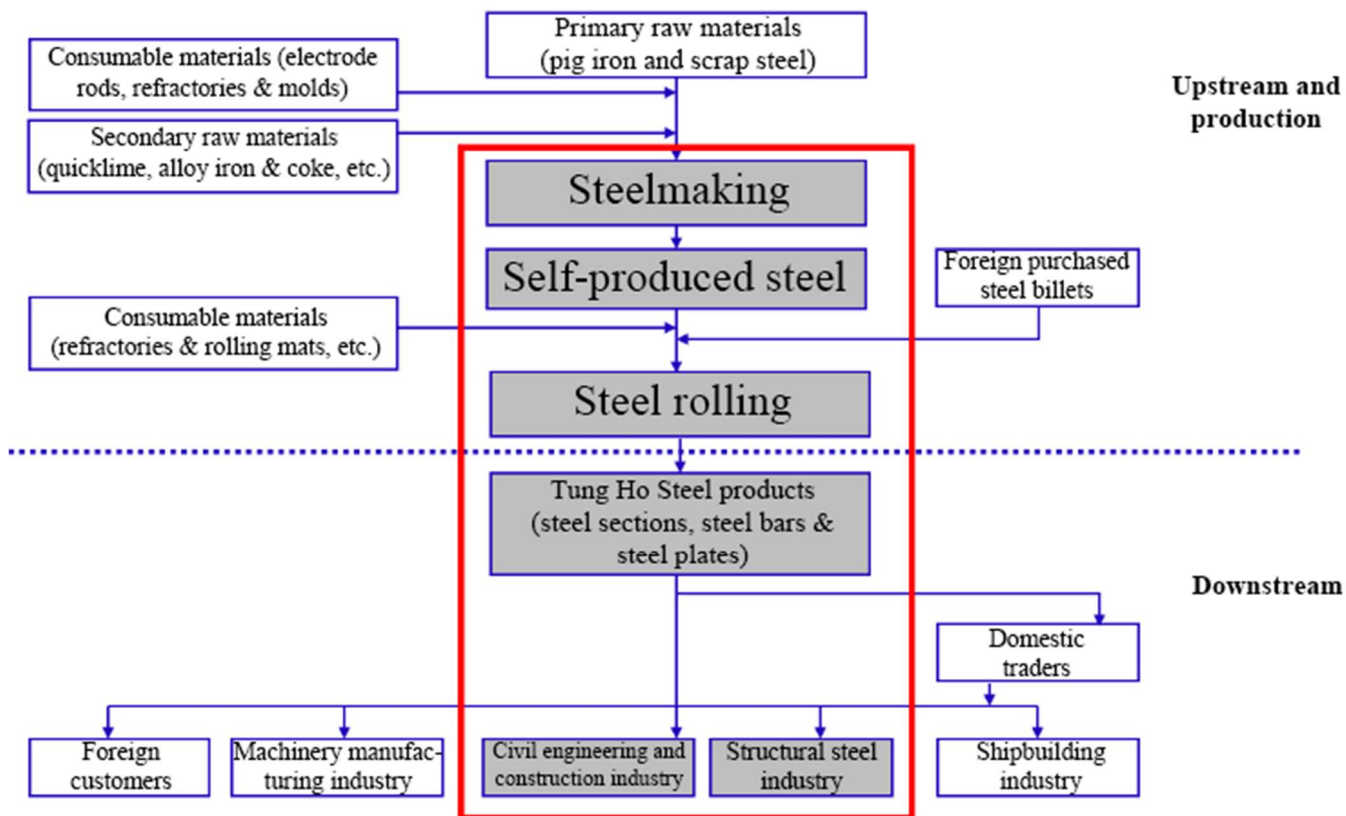 Primary raw materials
(pig iron and scrap steel)
Consumable materials (electrode
rods, refractories & molds)
Upstream and
production
Secondary raw materials
(quicklime, alloy iron & coke, etc.)
Steelmaking
Self-produced steel
Foreign purchased
steel billets
Consumable materials
(refractories & rolling mats, etc.)
Steel rolling
Tung Ho Steel products
(steel sections, steel bars &
steel plates)
Downstream
Domestic
traders
Foreign
customers
Machinery manufac-
turing industry
Civil engineering and
construction industry
Structural steel
industry
Shipbuilding
industry